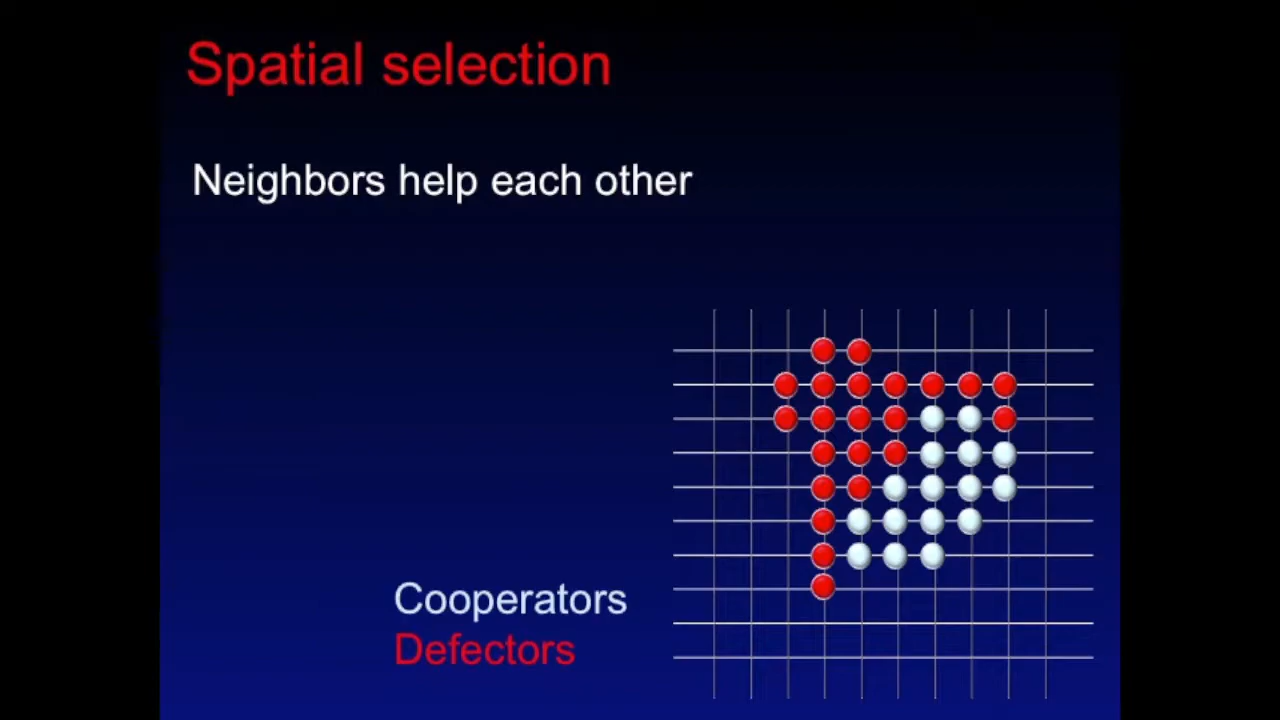 Spatial selection
Neighbors help each other
Cooperators
Defectors